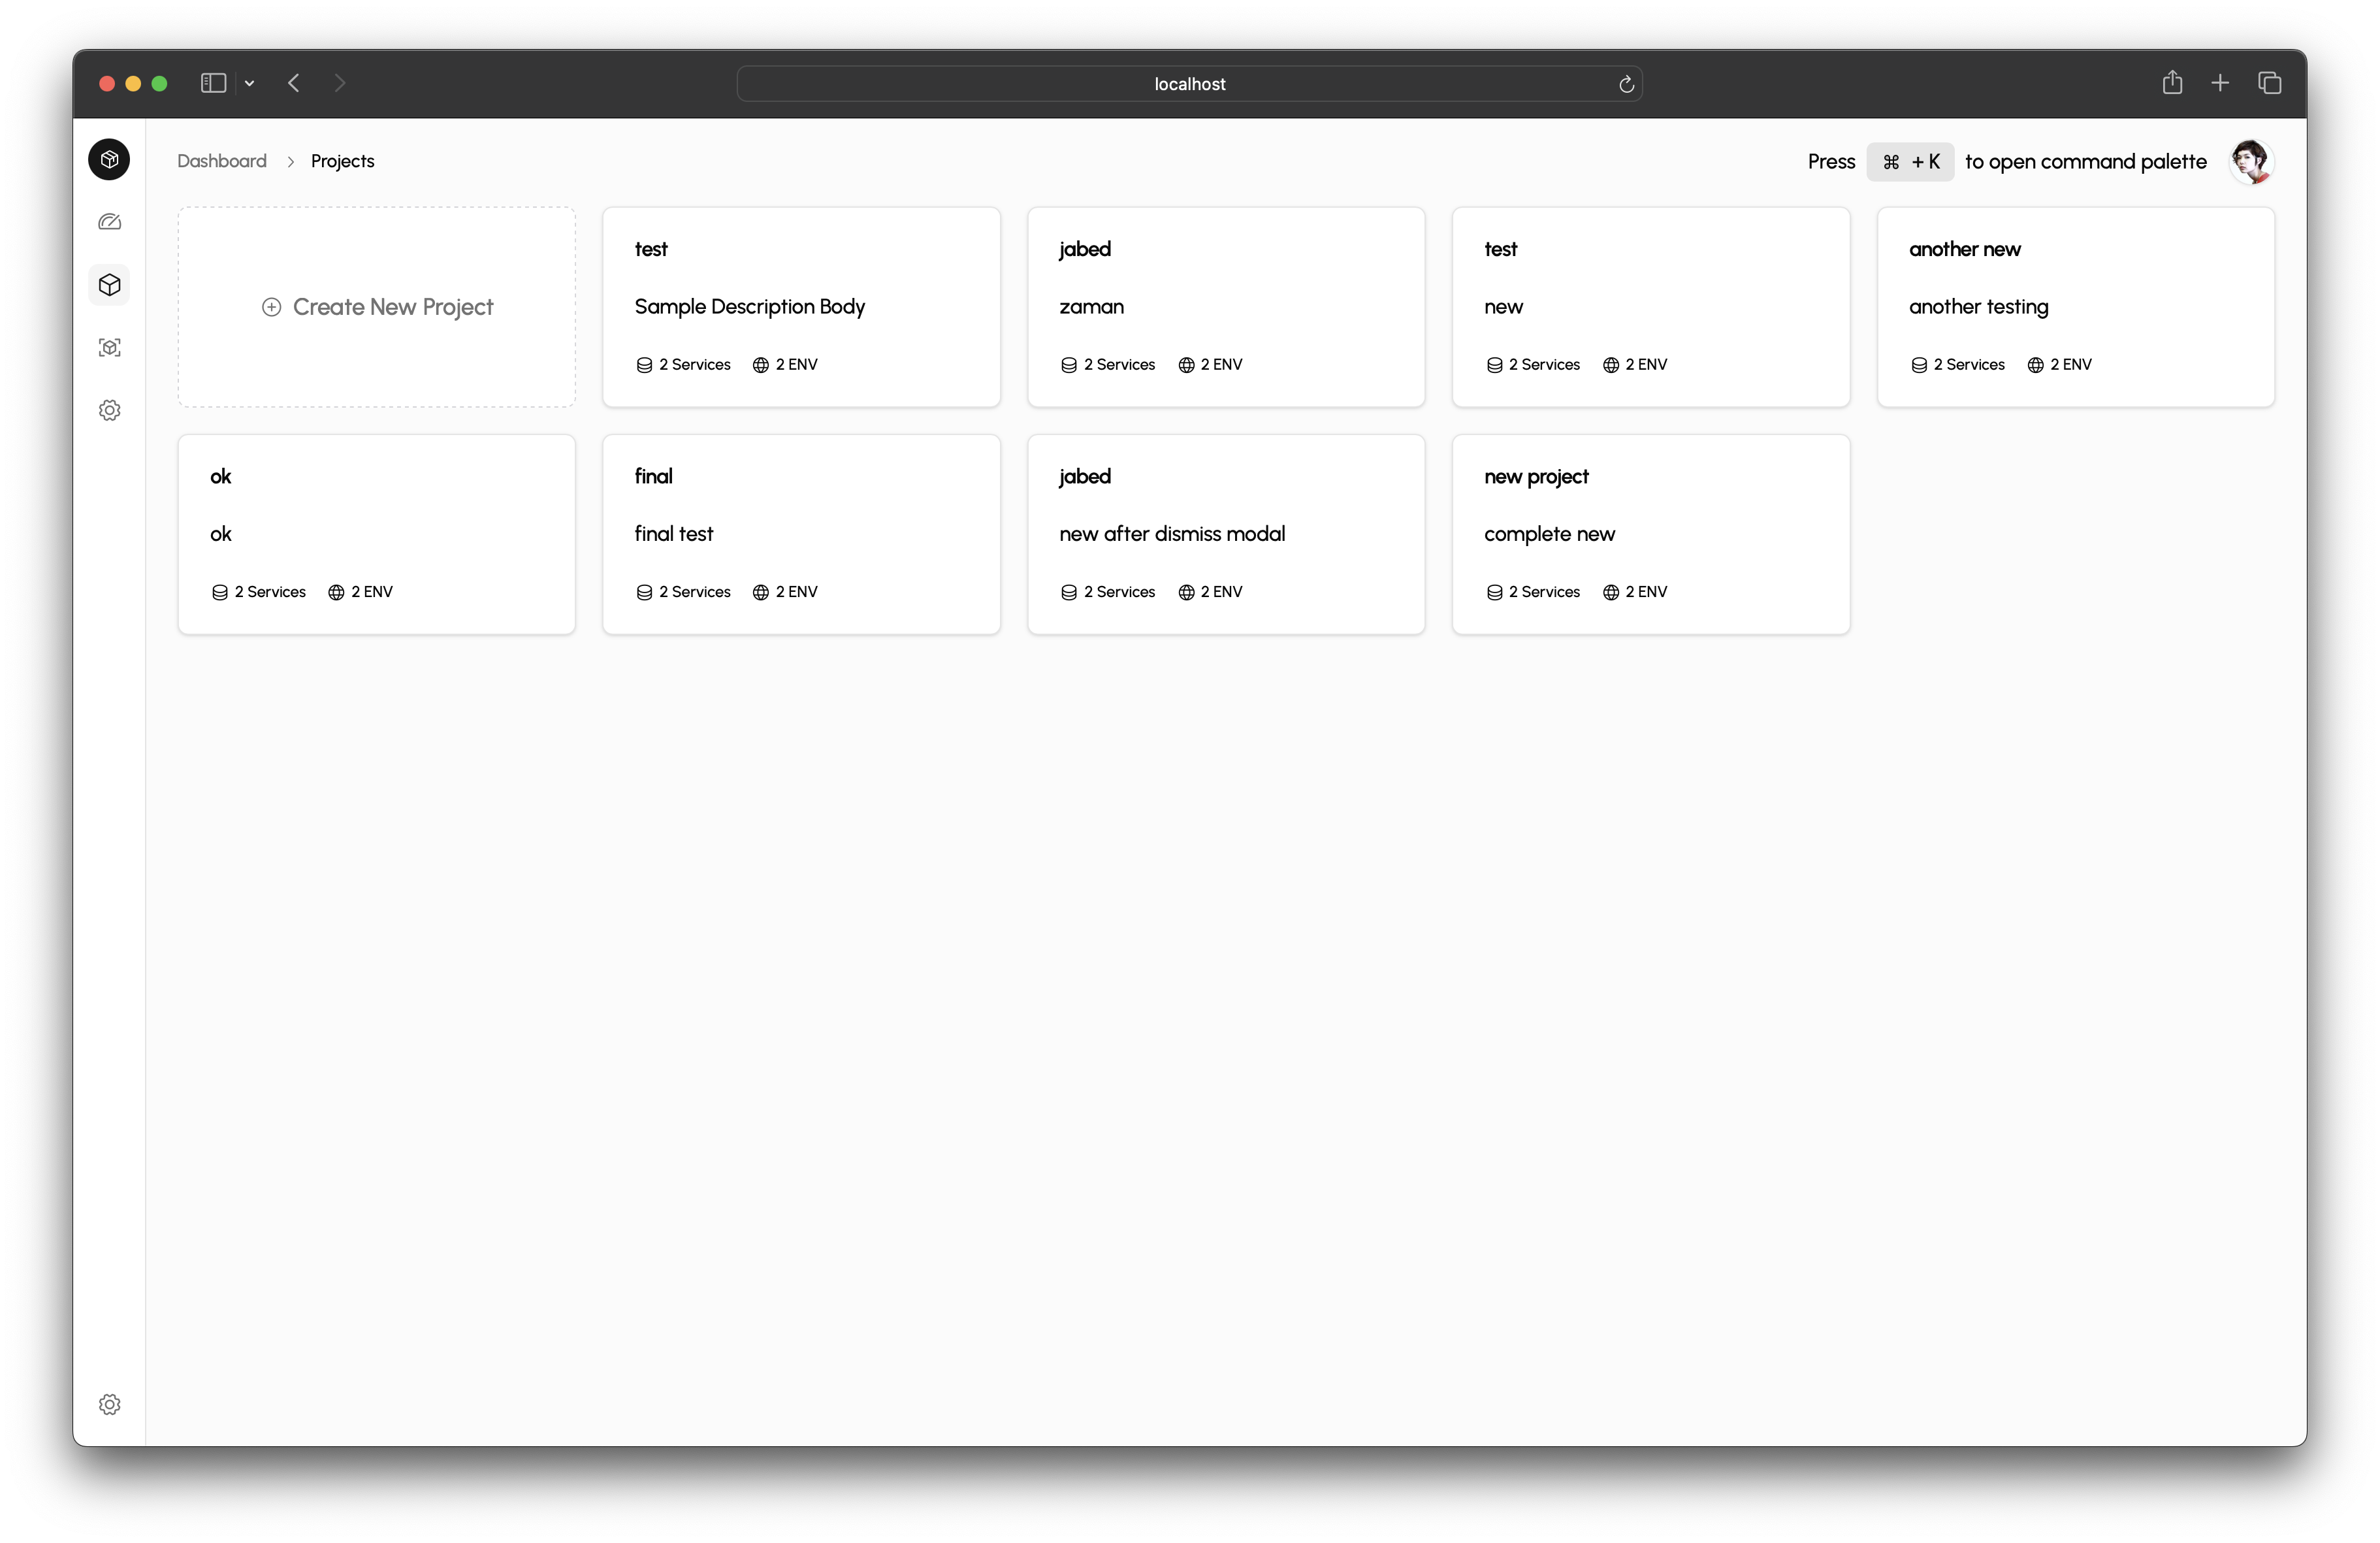 localhost
Dashboard > Projects
Press ⌘ + K to open command palette
Create New Project
test
Sample Description Body
2 Services 2 ENV
jabed
zaman
2 Services 2 ENV
test
new
2 Services 2 ENV
another new
another testing
2 Services 2 ENV
ok
ok
2 Services 2 ENV
final
final test
2 Services 2 ENV
jabed
new after dismiss modal
2 Services 2 ENV
new project
complete new
2 Services 2 ENV